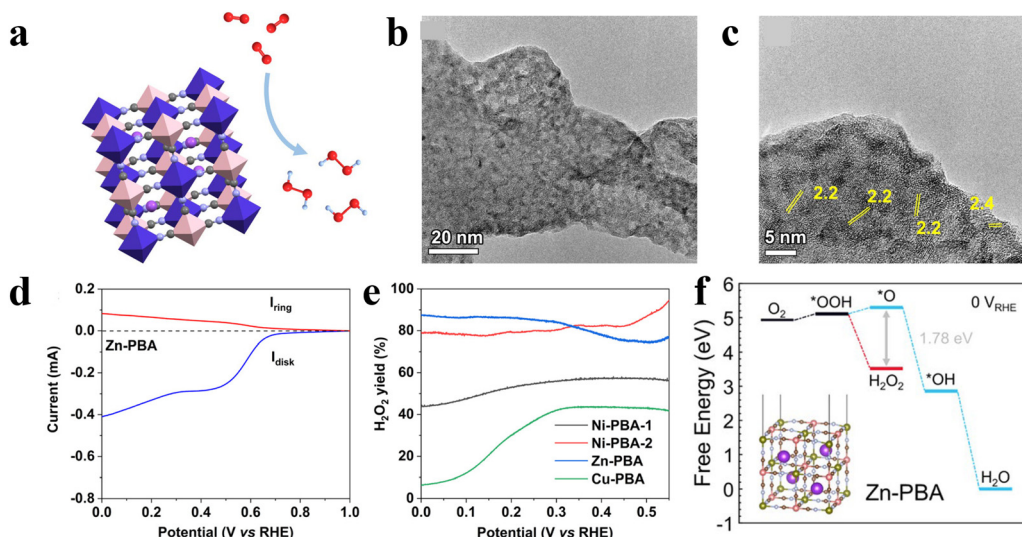 a
b
20 nm
c
2.2
2.2
2.2
2.4
5 nm
d
0.2
0.0
-0.2
-0.4
-0.6
-0.8
0.0 0.2 0.4 0.6 0.8 1.0
Current (mA)
Potential (V vs RHE)
I_ring
I_disk
Zn-PBA
e
100
80
60
40
20
0
0.0 0.1 0.2 0.3 0.4 0.5
H₂O₂ yield (%)
Potential (V vs RHE)
Ni-PBA-1
Ni-PBA-2
Zn-PBA
Cu-PBA
f
6
5
4
3
2
1
0
-1
Free Energy (eV)
O₂
*OOH
*O
0 V_RHE
1.78 eV
H₂O₂
*OH
H₂O
Zn-PBA